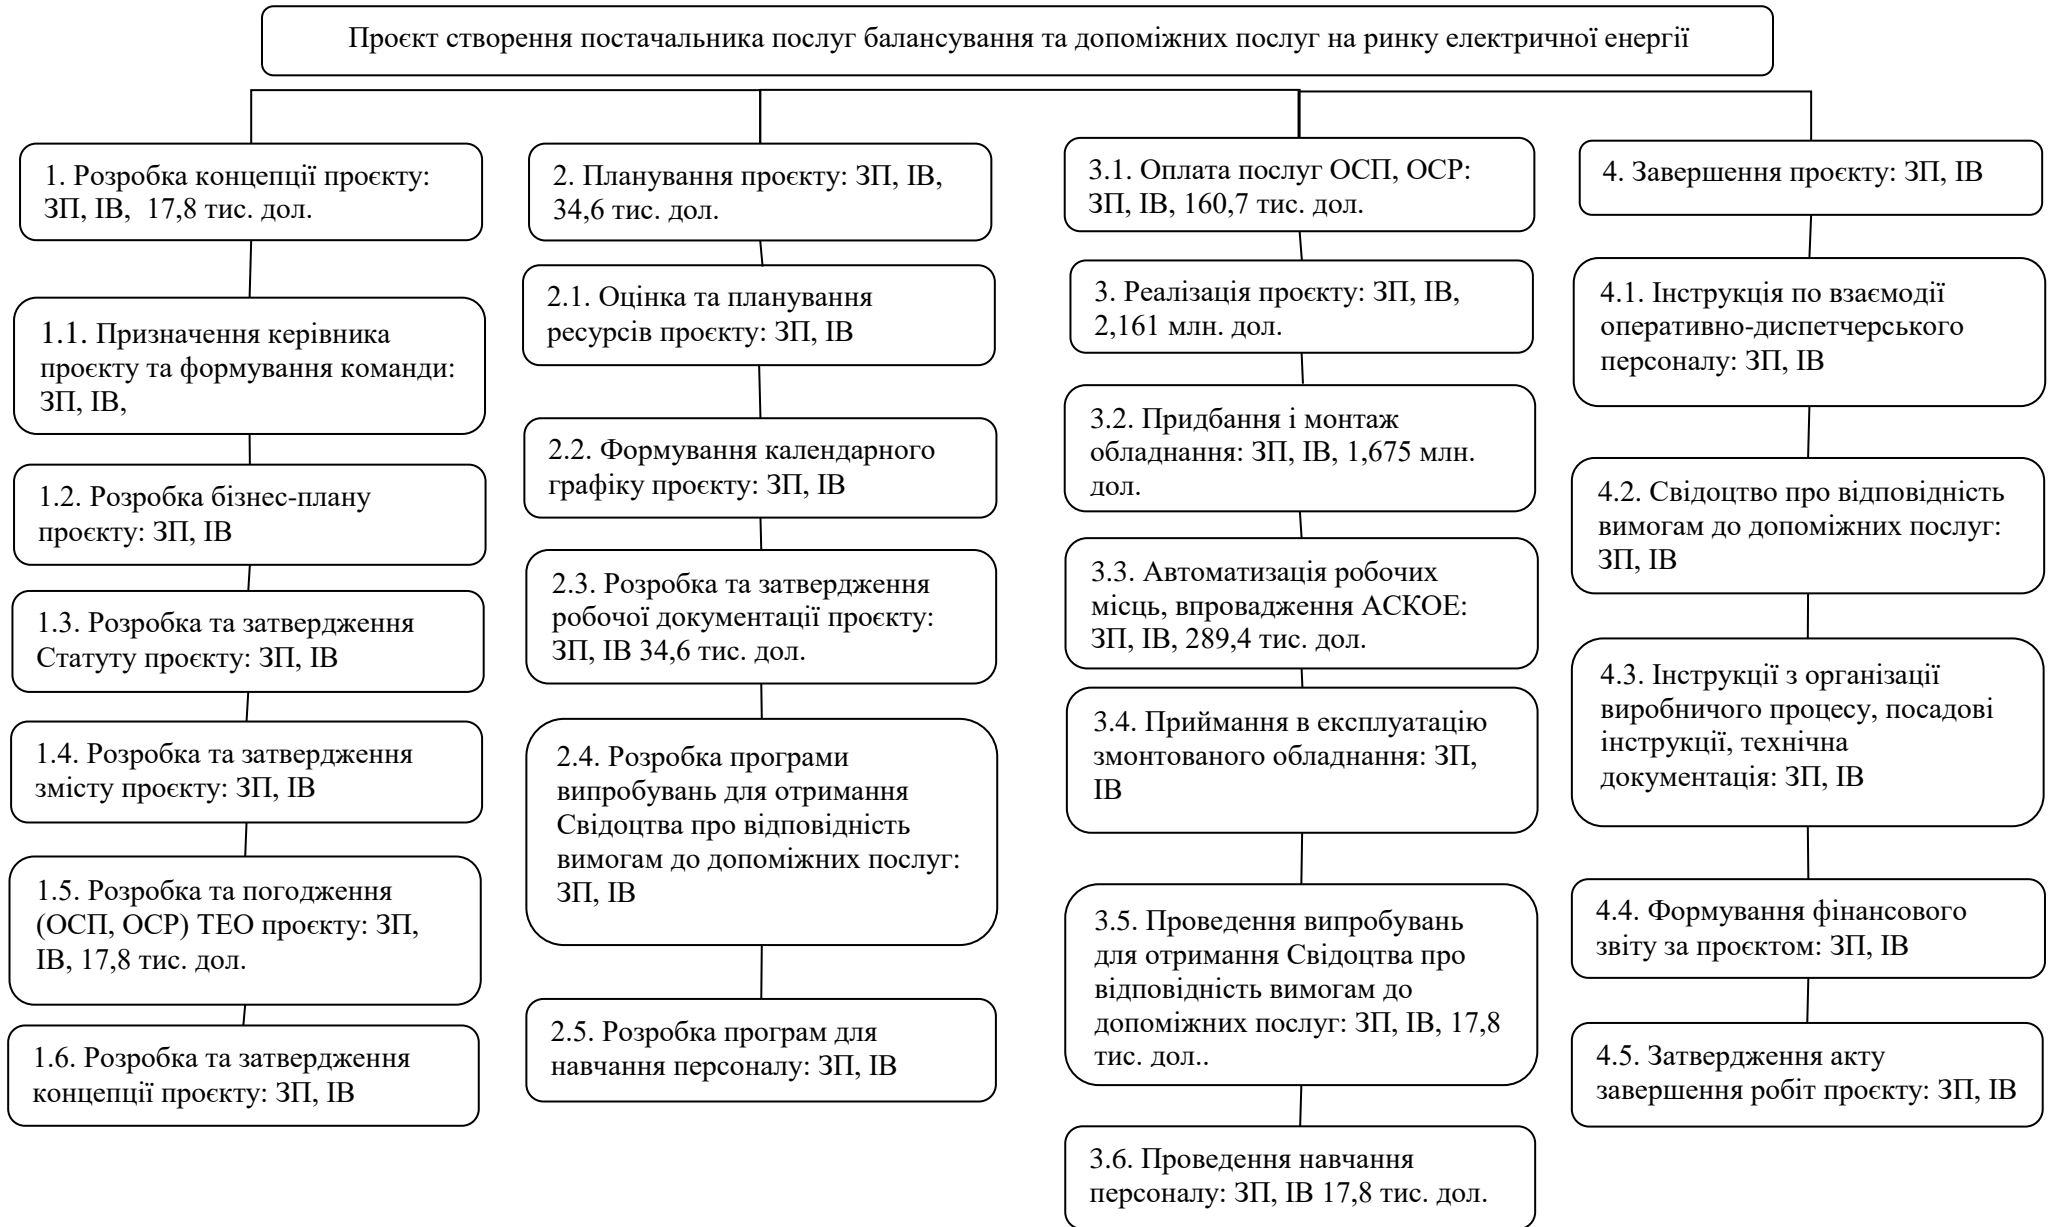 Проєкт створення постачальника послуг балансування та допоміжних послуг на ринку електричної енергії
1. Розробка концепції проєкту:
ЗП, ІВ, 17,8 тис. дол.
1.1. Призначення керівника
проєкту та формування команди:
ЗП, ІВ,
1.2. Розробка бізнес-плану
проєкту: ЗП, ІВ
1.3. Розробка та затвердження
Статуту проєкту: ЗП, ІВ
1.4. Розробка та затвердження
змісту проєкту: ЗП, ІВ
1.5. Розробка та погодження
(ОСП, ОСР) ТЕО проєкту: ЗП,
ІВ, 17,8 тис. дол.
1.6. Розробка та затвердження
концепції проєкту: ЗП, ІВ
2. Планування проєкту: ЗП, ІВ,
34,6 тис. дол.
2.1. Оцінка та планування
ресурсів проєкту: ЗП, ІВ
2.2. Формування календарного
графіку проєкту: ЗП, ІВ
2.3. Розробка та затвердження
робочої документації проєкту:
ЗП, ІВ 34,6 тис. дол.
2.4. Розробка програми
випробувань для отримання
Свідоцтва про відповідність
вимогам до допоміжних послуг:
ЗП, ІВ
2.5. Розробка програм для
навчання персоналу: ЗП, ІВ
3.1. Оплата послуг ОСП, ОСР:
ЗП, ІВ, 160,7 тис. дол.
3. Реалізація проєкту: ЗП, ІВ,
2,161 млн. дол.
3.2. Придбання і монтаж
обладнання: ЗП, ІВ, 1,675 млн.
дол.
3.3. Автоматизація робочих
місць, впровадження АСКОЕ:
ЗП, ІВ, 289,4 тис. дол.
3.4. Приймання в експлуатацію
змонтованого обладнання: ЗП,
ІВ
3.5. Проведення випробувань
для отримання Свідоцтва про
відповідність вимогам до
допоміжних послуг: ЗП, ІВ, 17,8
тис. дол..
3.6. Проведення навчання
персоналу: ЗП, ІВ 17,8 тис. дол.
4. Завершення проєкту: ЗП, ІВ
4.1. Інструкція по взаємодії
оперативно-диспетчерського
персоналу: ЗП, ІВ
4.2. Свідоцтво про відповідність
вимогам до допоміжних послуг:
ЗП, ІВ
4.3. Інструкції з організації
виробничого процесу, посадові
інструкції, технічна
документація: ЗП, ІВ
4.4. Формування фінансового
звіту за проєктом: ЗП, ІВ
4.5. Затвердження акту
завершення робіт проєкту: ЗП, ІВ